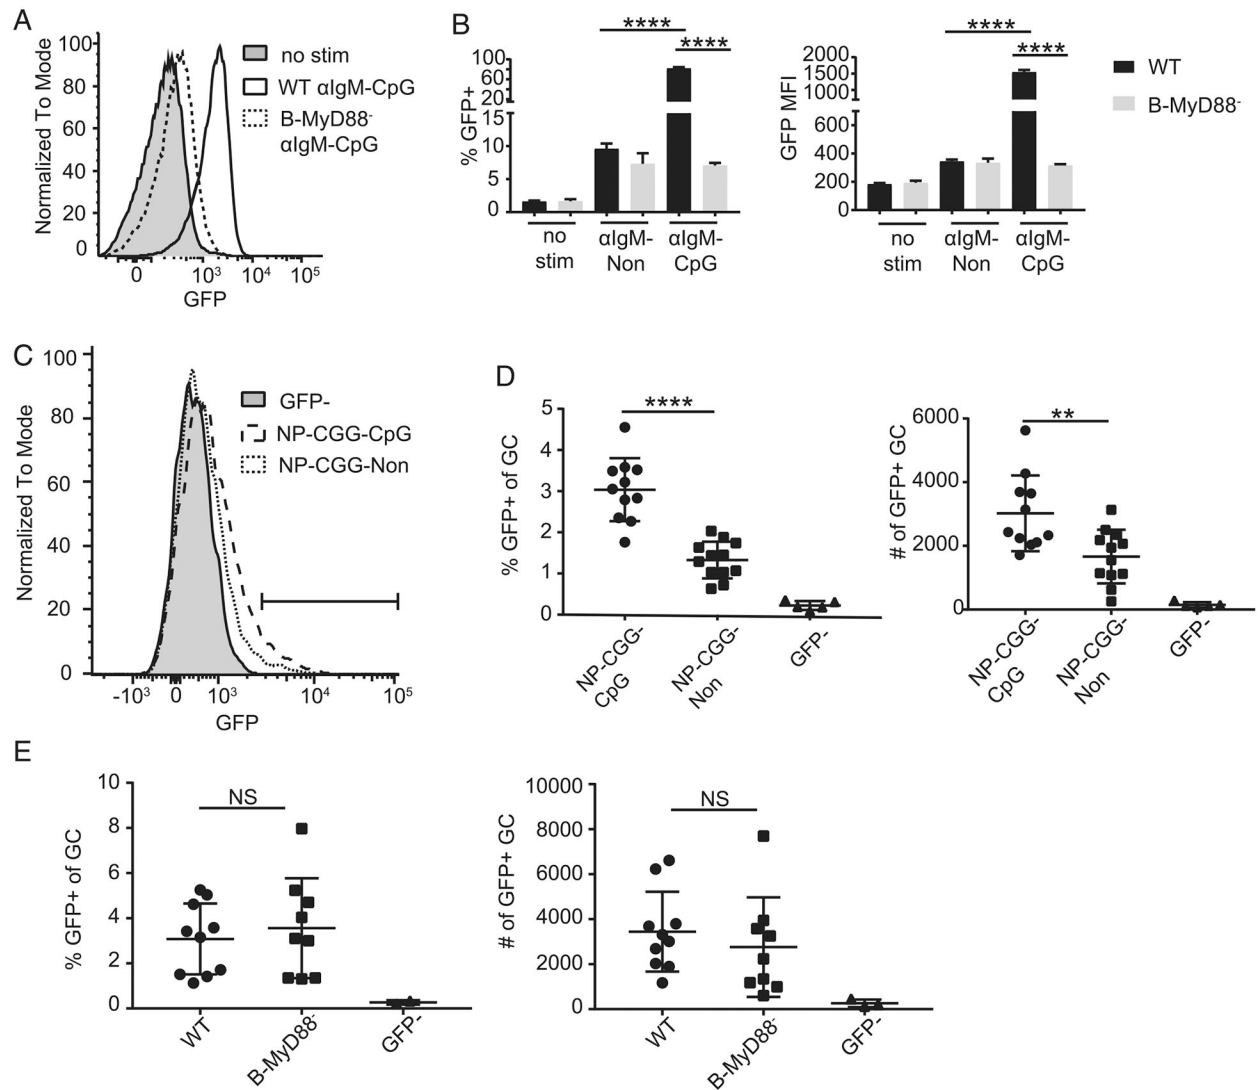 A
Normalized To Mode
100
80
60
40
20
0
0
10³
10⁴
10⁵
GFP
no stim
WT αIgM-CpG
B-MyD88⁻
αIgM-CpG
B
% GFP+
100
60
20
15
10
5
0
****
****
no
stim
αIgM-
Non
αIgM-
CpG
GFP MFI
2000
1500
1000
600
400
200
****
****
no
stim
αIgM-
Non
αIgM-
CpG
WT
B-MyD88⁻
C
Normalized To Mode
100
80
60
40
20
0
-10³
0
10³
10⁴
10⁵
GFP
GFP-
NP-CGG-CpG
NP-CGG-Non
D
% GFP+ of GC
5
4
3
2
1
0
****
NP-CGG-
CpG
NP-CGG-
Non
GFP-
# of GFP+ GC
6000
4000
2000
0
**
NP-CGG-
CpG
NP-CGG-
Non
GFP-
E
% GFP+ of GC
10
8
6
4
2
0
NS
WT
B-MyD88⁻
GFP-
# of GFP+ GC
10000
8000
6000
4000
2000
0
NS
WT
B-MyD88⁻
GFP-